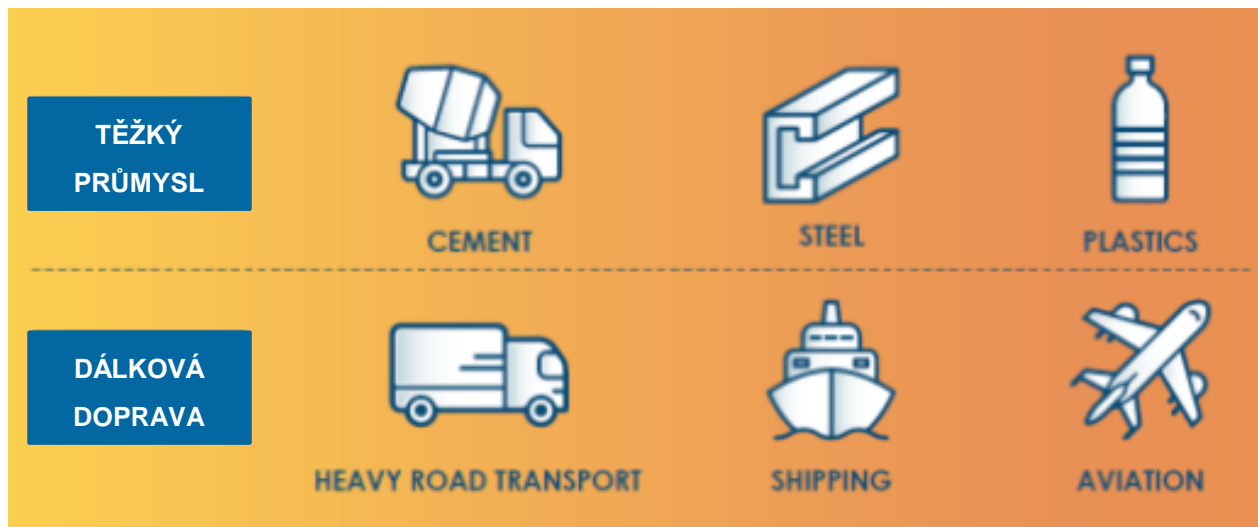 TĚŽKÝ
PRŮMYSL
CEMENT
STEEL
PLASTICS
DÁLKOVÁ
DOPRAVA
HEAVY ROAD TRANSPORT
SHIPPING
AVIATION